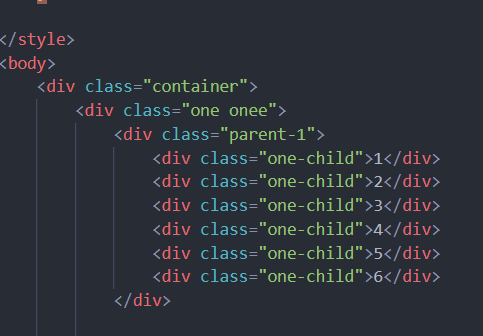 </style>
<body>
<div class="container">
<div class="one onee">
<div class="parent-1">
<div class="one-child">1</div>
<div class="one-child">2</div>
<div class="one-child">3</div>
<div class="one-child">4</div>
<div class="one-child">5</div>
<div class="one-child">6</div>
</div>